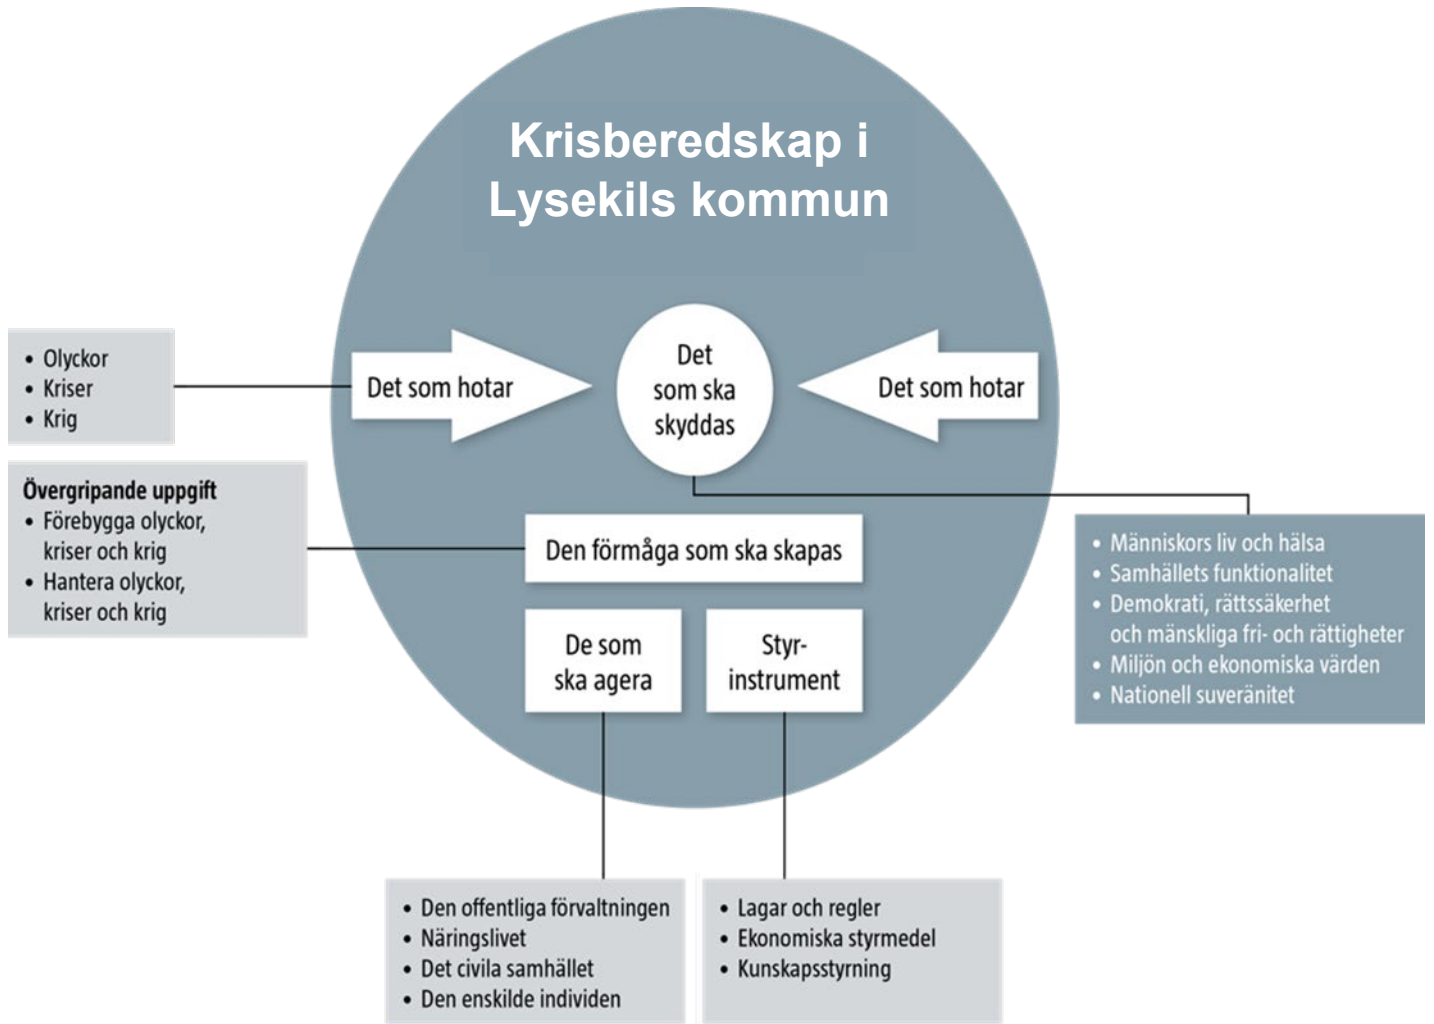 Krisberedskap i
Lysekils kommun
• Olyckor
• Kriser
• Krig
Det som hotar
Det
som ska
skyddas
Det som hotar
Övergripande uppgift
• Förebygga olyckor,
kriser och krig
• Hantera olyckor,
kriser och krig
Den förmåga som ska skapas
• Människors liv och hälsa
• Samhällets funktionalitet
• Demokrati, rättssäkerhet
och mänskliga fri- och rättigheter
• Miljön och ekonomiska värden
• Nationell suveränitet
De som
ska agera
Styr-
instrument
• Den offentliga förvaltningen
• Näringslivet
• Det civila samhället
• Den enskilde individen
• Lagar och regler
• Ekonomiska styrmedel
• Kunskapsstyrning